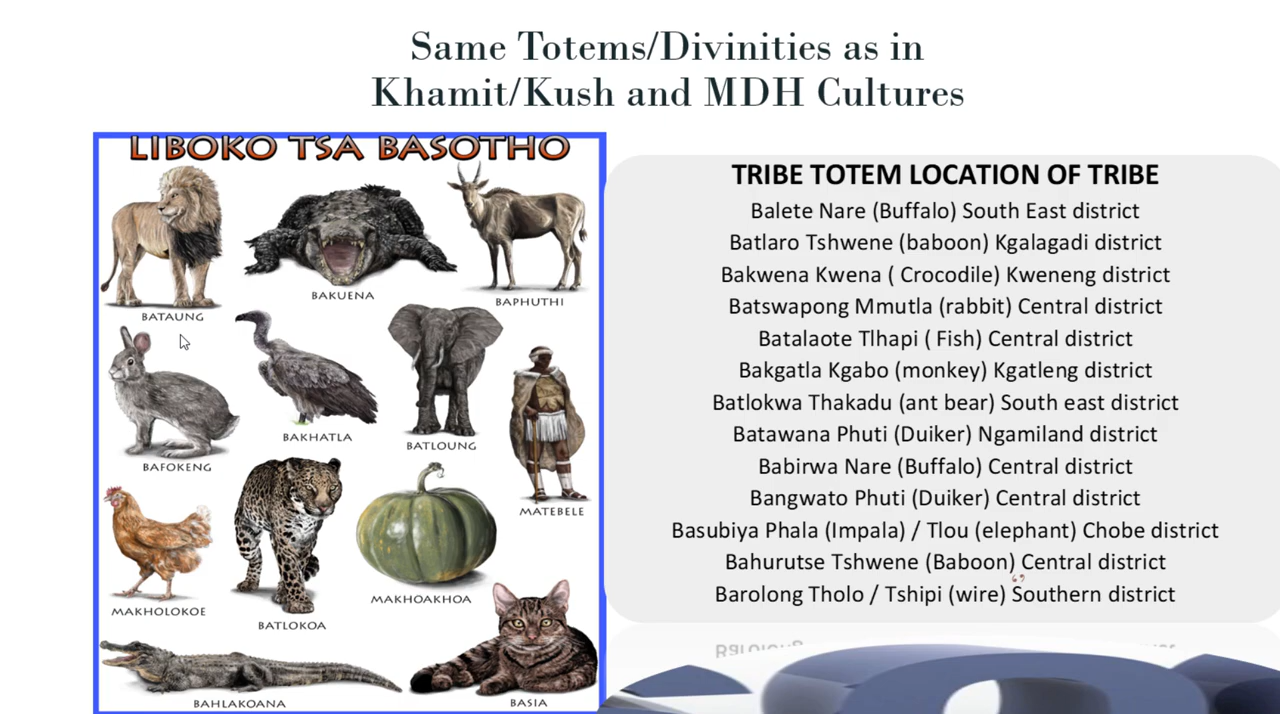 Same Totems/Divinities as in
Khamit/Kush and MDH Cultures
LIBOKO TSA BASOTHO
BATAUNG
BAKUENA
BAPHUTHI
BAFOKENG
BAKHATLA
BATLOUNG
MATEBELE
MAKHOLOKOE
BATLOKOA
MAKHOAKHOA
BAHLAKOANA
BASIA
TRIBE TOTEM LOCATION OF TRIBE
Balete Nare (Buffalo) South East district
Batlaro Tshwene (baboon) Kgalagadi district
Bakwena Kwena ( Crocodile) Kweneng district
Batswapong Mmutla (rabbit) Central district
Batalaote Tlhapi ( Fish) Central district
Bakgatla Kgabo (monkey) Kgatleng district
Batlokwa Thakadu (ant bear) South east district
Batawana Phuti (Duiker) Ngamiland district
Babirwa Nare (Buffalo) Central district
Bangwato Phuti (Duiker) Central district
Basubiya Phala (Impala) / Tlou (elephant) Chobe district
Bahurutse Tshwene (Baboon) Central district
Barolong Tholo / Tshipi (wire) Southern district